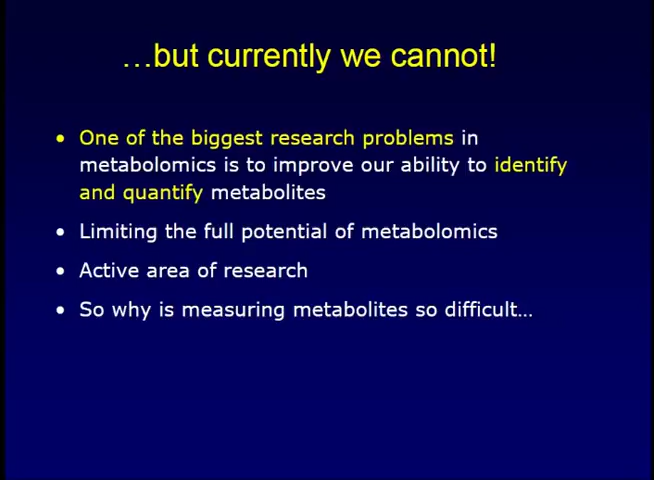 …but currently we cannot!
• One of the biggest research problems in
metabolomics is to improve our ability to identify
and quantify metabolites
• Limiting the full potential of metabolomics
• Active area of research
• So why is measuring metabolites so difficult…